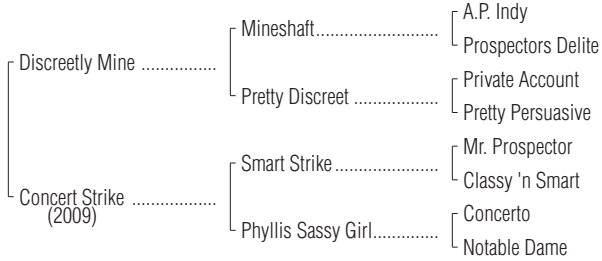 A.P. Indy
Mineshaft
Prospectors Delite
Discreetly Mine
Private Account
Pretty Discreet
Pretty Persuasive
Mr. Prospector
Smart Strike
Classy 'n Smart
Concert Strike
(2009)
Concerto
Phyllis Sassy Girl
Notable Dame